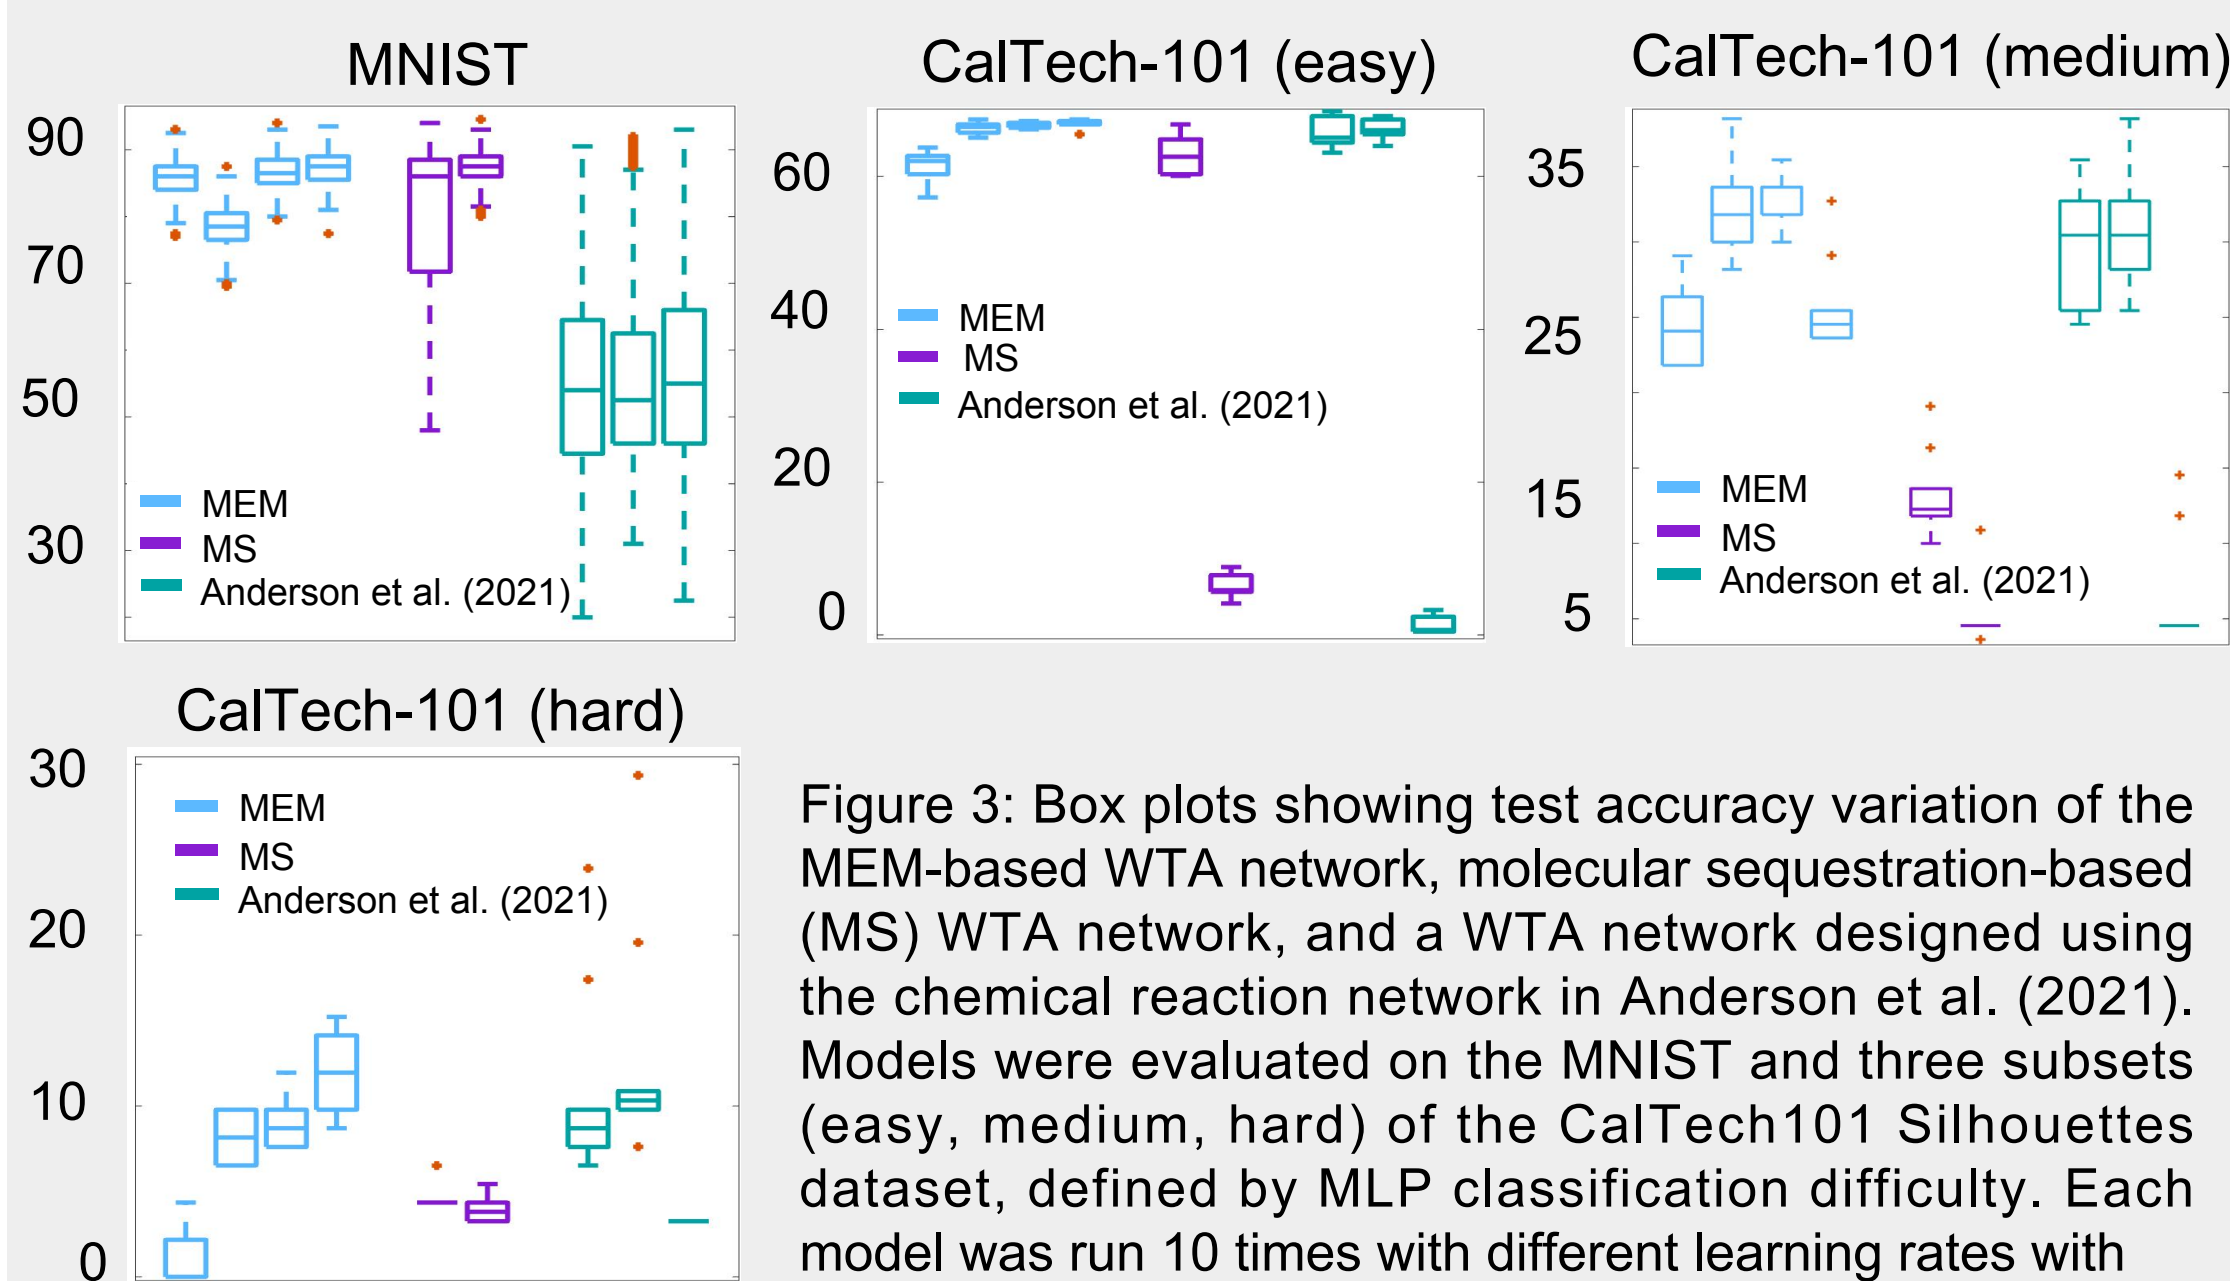 MNIST
90
70
50
30
MEM
MS
Anderson et al. (2021)
CalTech-101 (easy)
60
40
20
0
MEM
MS
Anderson et al. (2021)
CalTech-101 (medium)
35
25
15
5
MEM
MS
Anderson et al. (2021)
CalTech-101 (hard)
30
20
10
0
MEM
MS
Anderson et al. (2021)
Figure 3: Box plots showing test accuracy variation of the
MEM-based WTA network, molecular sequestration-based
(MS) WTA network, and a WTA network designed using
the chemical reaction network in Anderson et al. (2021).
Models were evaluated on the MNIST and three subsets
(easy, medium, hard) of the CalTech101 Silhouettes
dataset, defined by MLP classification difficulty. Each
model was run 10 times with different learning rates with